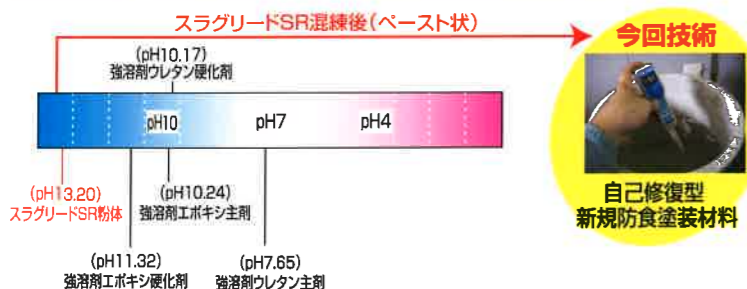 スラグリードSR混練後(ペースト状)
今回技術
(pH10.17)
強溶剤ウレタン硬化剤
pH10
pH7
pH4
(pH13.20)
スラグリードSR粉体
(pH10.24)
強溶剤エポキシ主剤
(pH11.32)
強溶剤エポキシ硬化剤
(pH7.65)
強溶剤ウレタン主剤
自己修復型
新規防食塗装材料